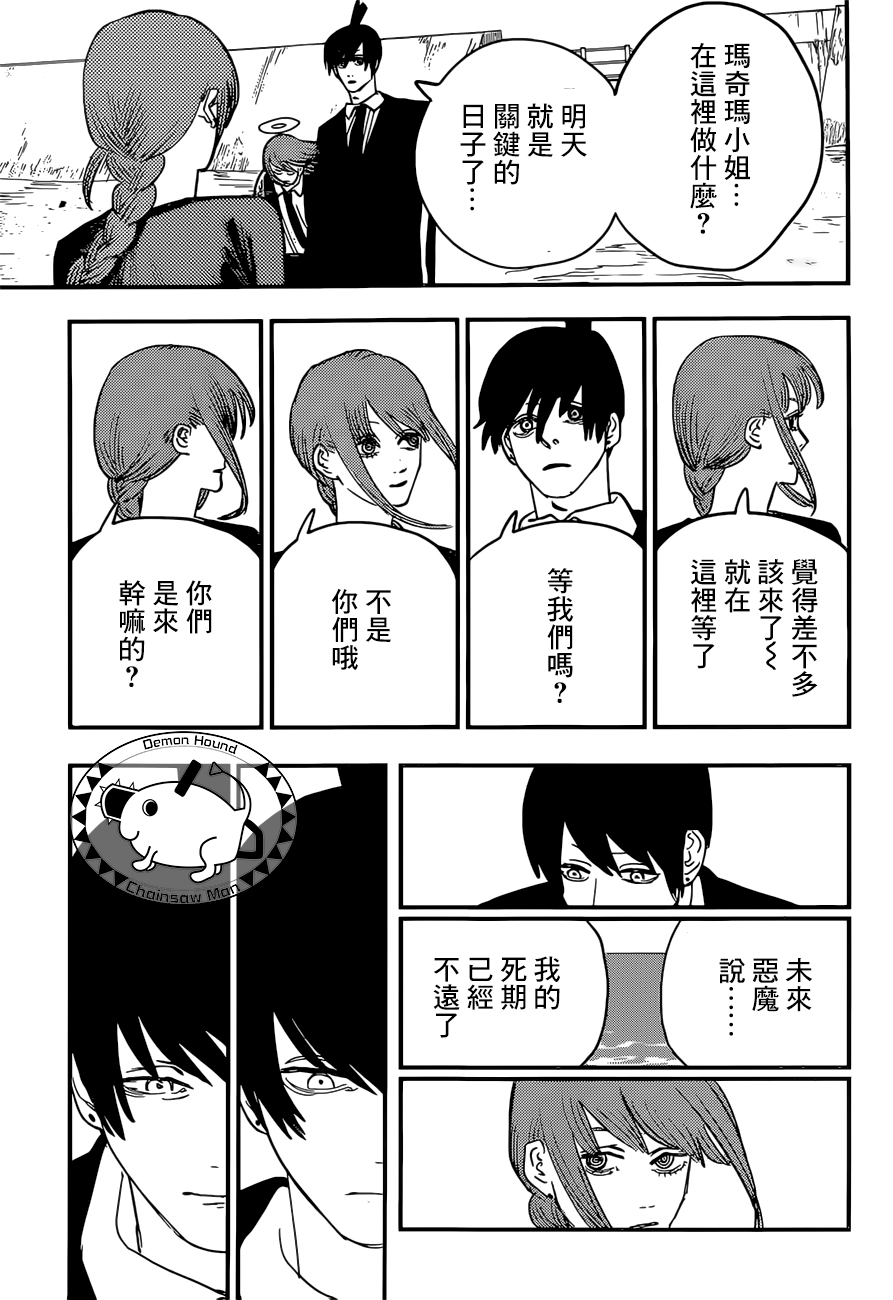 瑪奇瑪小姐…
在這裡做什麼?
明天
就是
關鍵的
日子了…
覺得差不多
該來了~
就在
這裡等了
等我們嗎?
不是
你們哦
你們
是來
幹嘛的?
未來
惡魔
說……
我的
死期
已經
不遠了
Demon Hound
Chainsaw Man